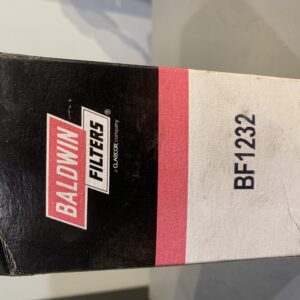 BALDWIN
FILTERS®
a CLARCOR company
BF1232